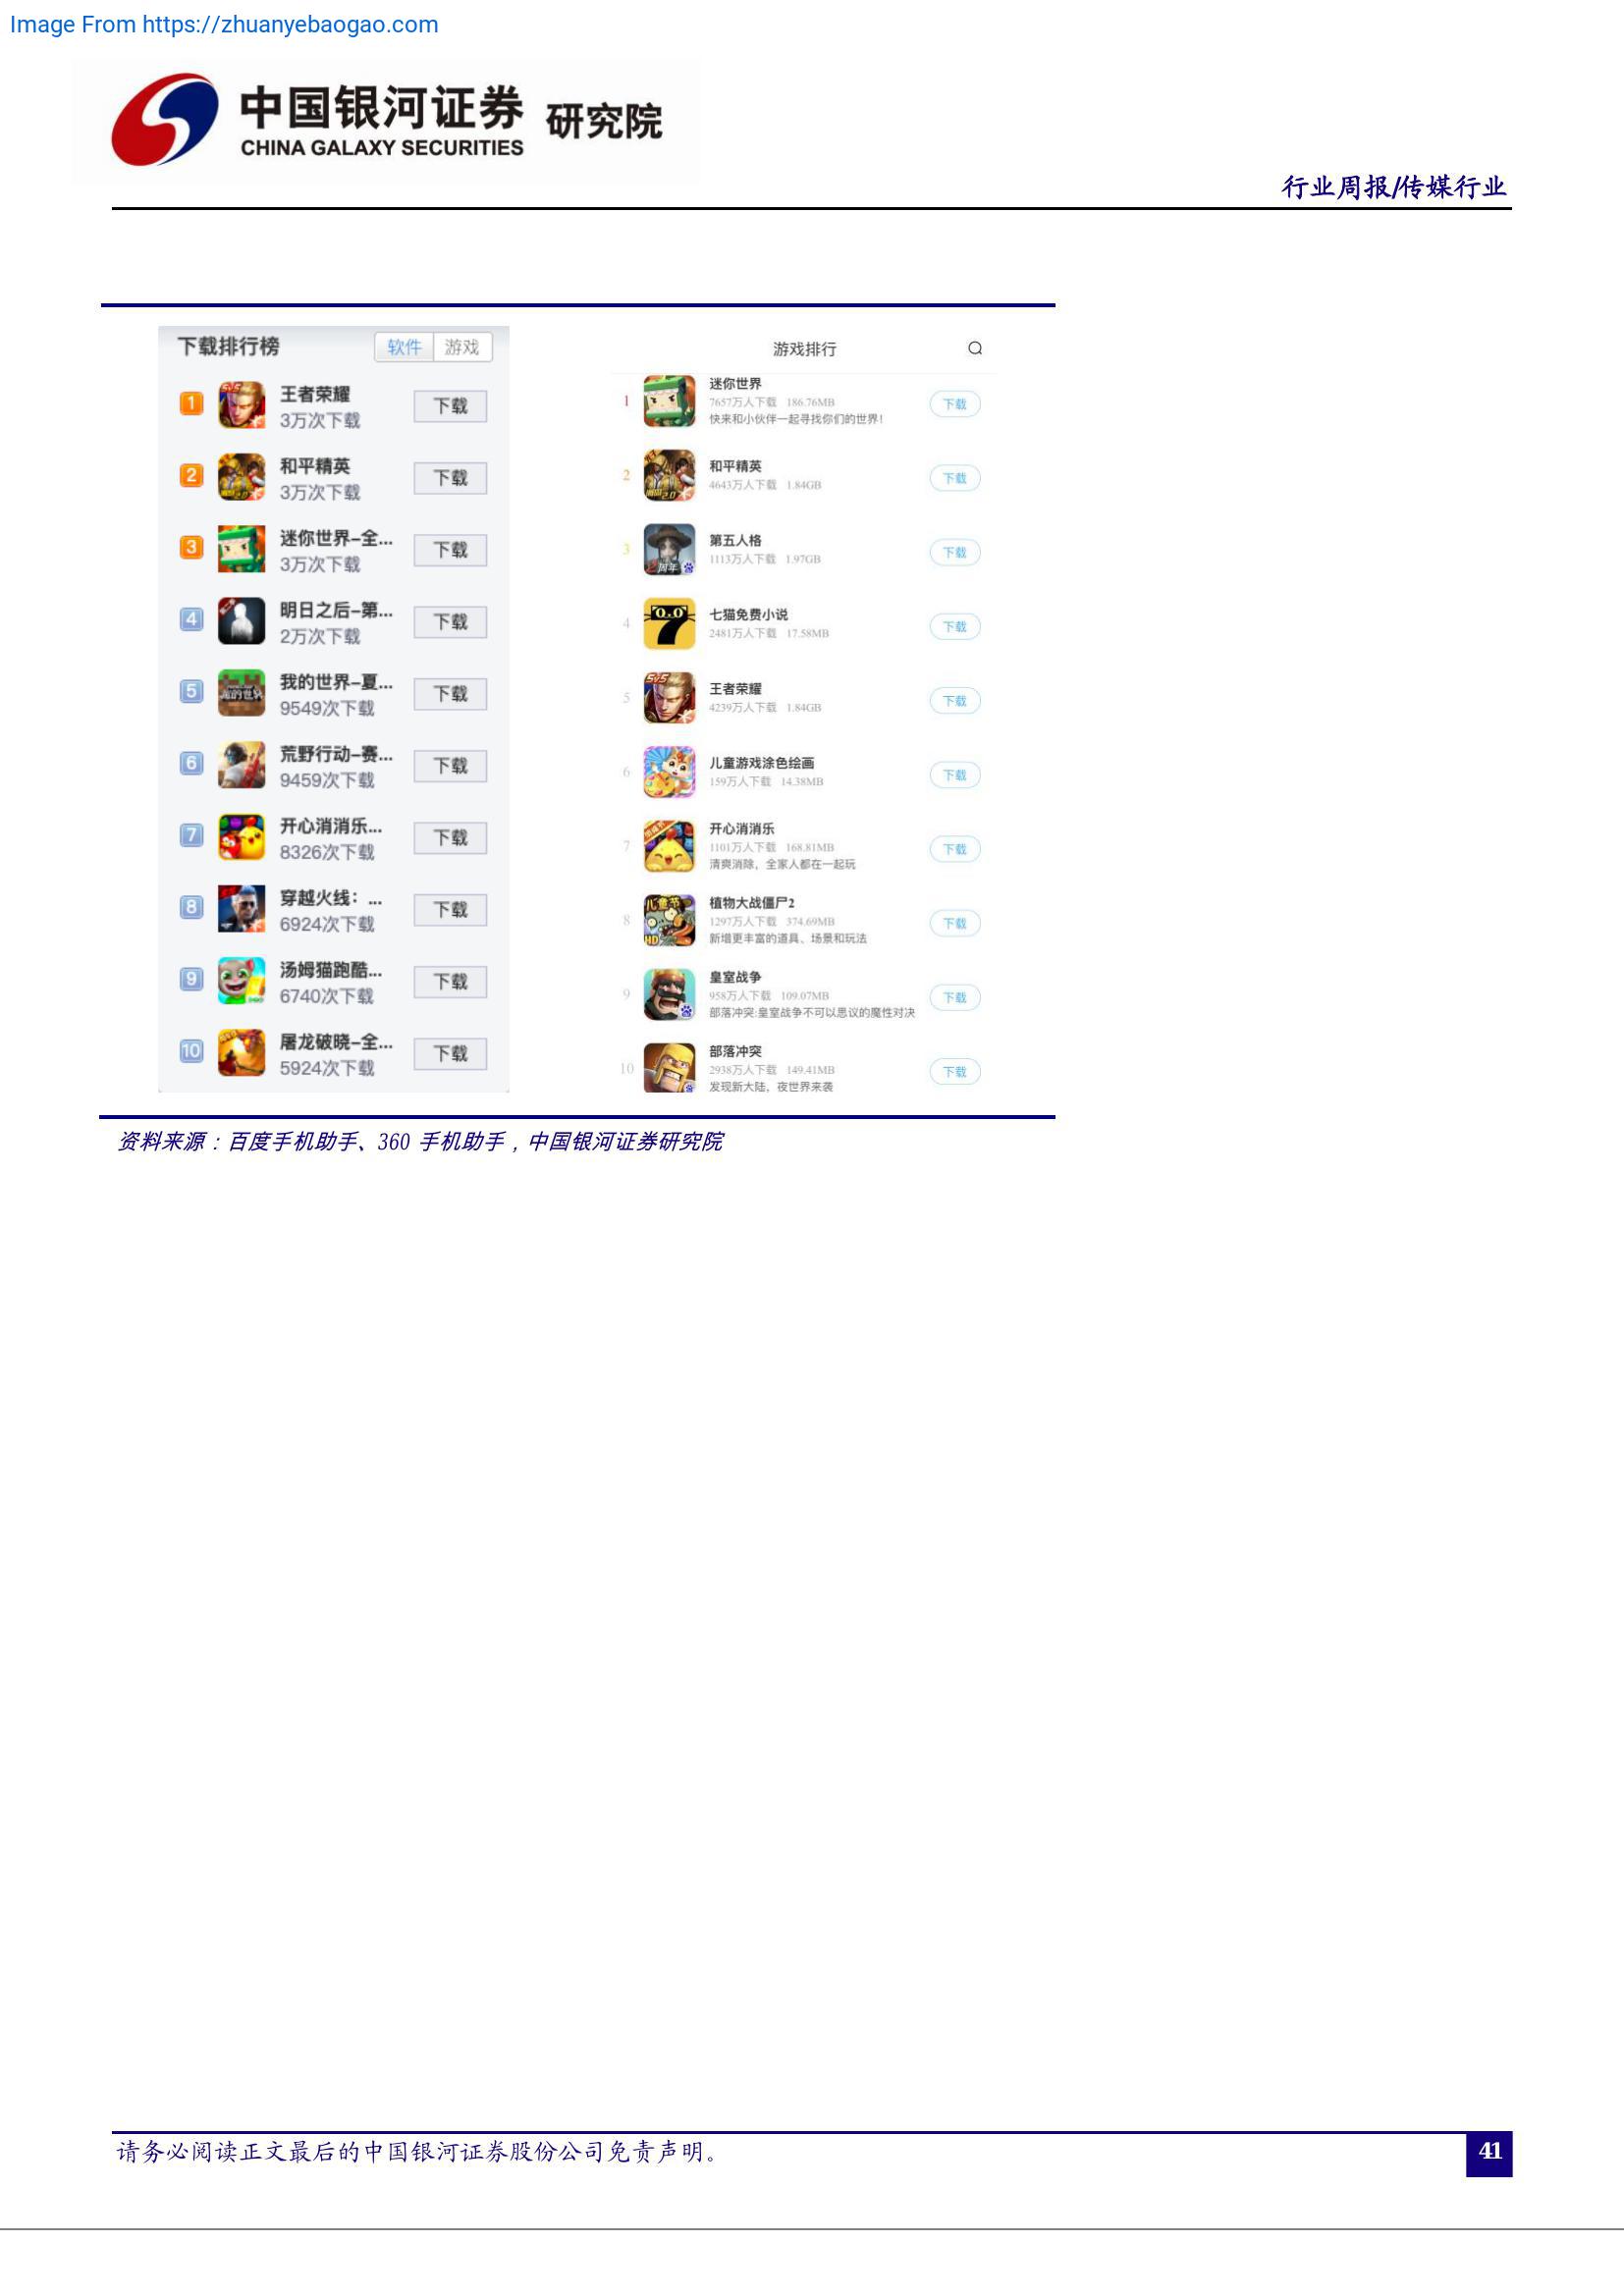 Image From https://zhuanyebaogao.com
中国银河证券 研究院
CHINA GALAXY SECURITIES
行业周报/传媒行业
下载排行榜 软件 游戏
1 王者荣耀
3万次下载 下载
2 和平精英
3万次下载 下载
3 迷你世界-全...
3万次下载 下载
4 明日之后-第...
2万次下载 下载
5 我的世界-夏...
9549次下载 下载
6 荒野行动-赛...
9459次下载 下载
7 开心消消乐...
8326次下载 下载
8 穿越火线：...
6924次下载 下载
9 汤姆猫跑酷...
6740次下载 下载
10 屠龙破晓-全...
5924次下载 下载
游戏排行
1 迷你世界
7657万人下载 186.76MB 下载
快来和小伙伴一起寻找你们的世界！
2 和平精英
4643万人下载 1.84GB 下载
3 第五人格
1113万人下载 1.97GB 下载
4 七猫免费小说
2481万人下载 17.58MB 下载
5 王者荣耀
4239万人下载 1.84GB 下载
6 儿童游戏涂色绘画
159万人下载 14.38MB 下载
7 开心消消乐
1101万人下载 168.81MB 下载
清爽消除，全家人都在一起玩
8 植物大战僵尸2
1297万人下载 374.69MB 下载
新增更丰富的道具、场景和玩法
9 皇室战争
958万人下载 109.07MB 下载
部落冲突:皇室战争不可以思议的魔性对决
10 部落冲突
2938万人下载 149.41MB 下载
发现新大陆，夜世界来袭
资料来源：百度手机助手、360 手机助手，中国银河证券研究院
请务必阅读正文最后的中国银河证券股份公司免责声明。
41